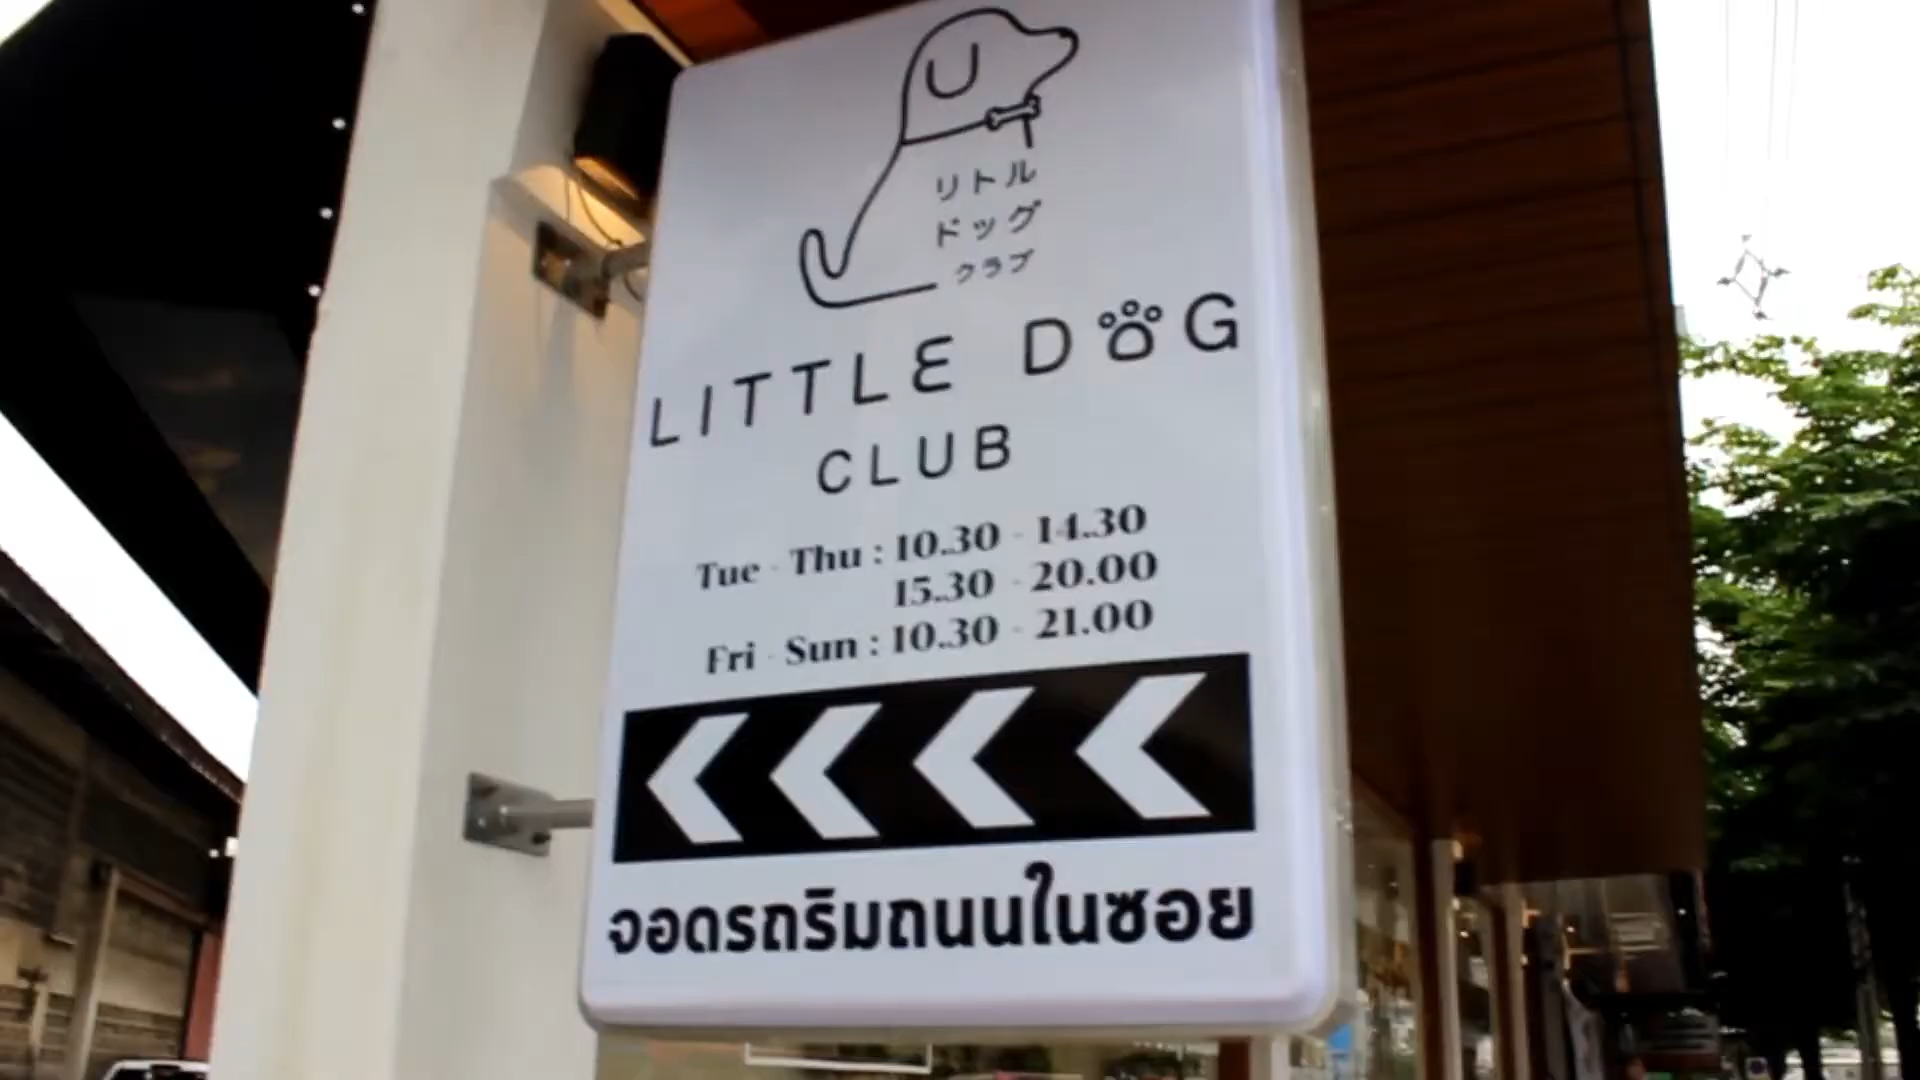 リトル
ドッグ
クラブ
LITTLE DOG
CLUB
Tue - Thu : 10.30 - 14.30
15.30 - 20.00
Fri - Sun : 10.30 - 21.00
จอดรถริมถนนในซอย